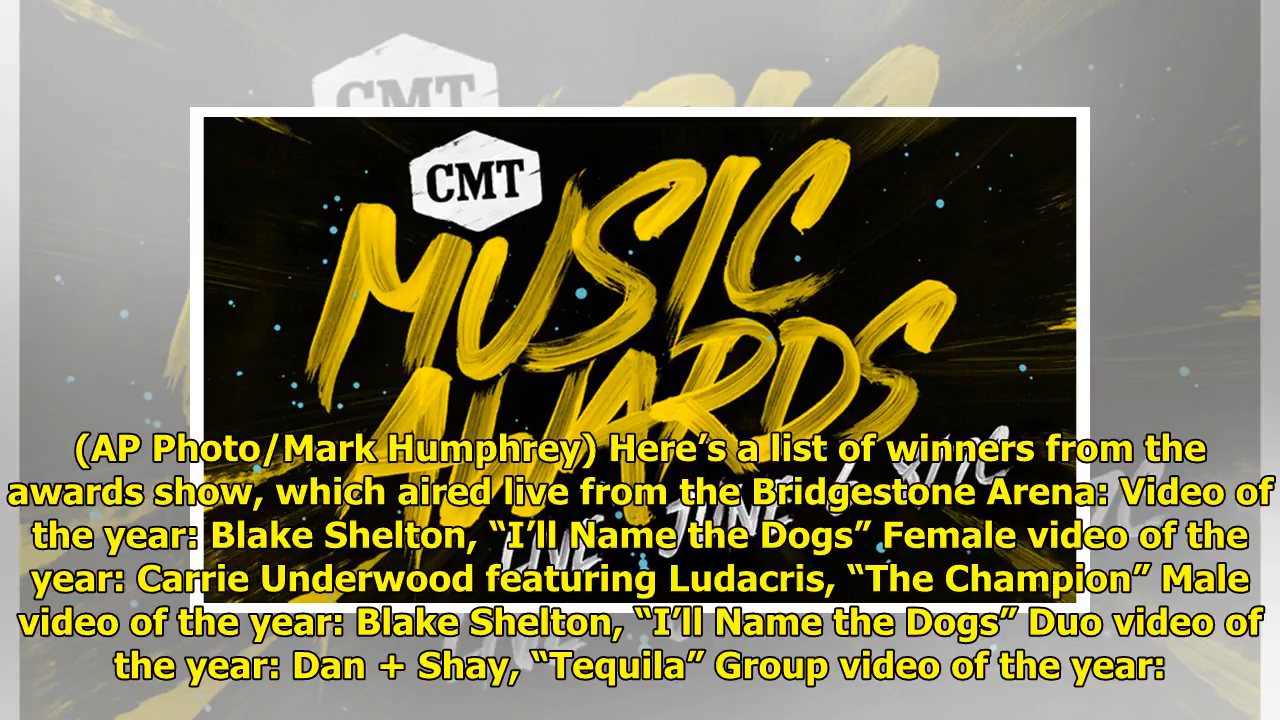 CMT
CMT
MUSIC
AWARDS
(AP Photo/Mark Humphrey) Here’s a list of winners from the
awards show, which aired live from the Bridgestone Arena: Video of
the year: Blake Shelton, “I’ll Name the Dogs” Female video of the
year: Carrie Underwood featuring Ludacris, “The Champion” Male
video of the year: Blake Shelton, “I’ll Name the Dogs” Duo video of
the year: Dan + Shay, “Tequila” Group video of the year:
LIVE JUNE